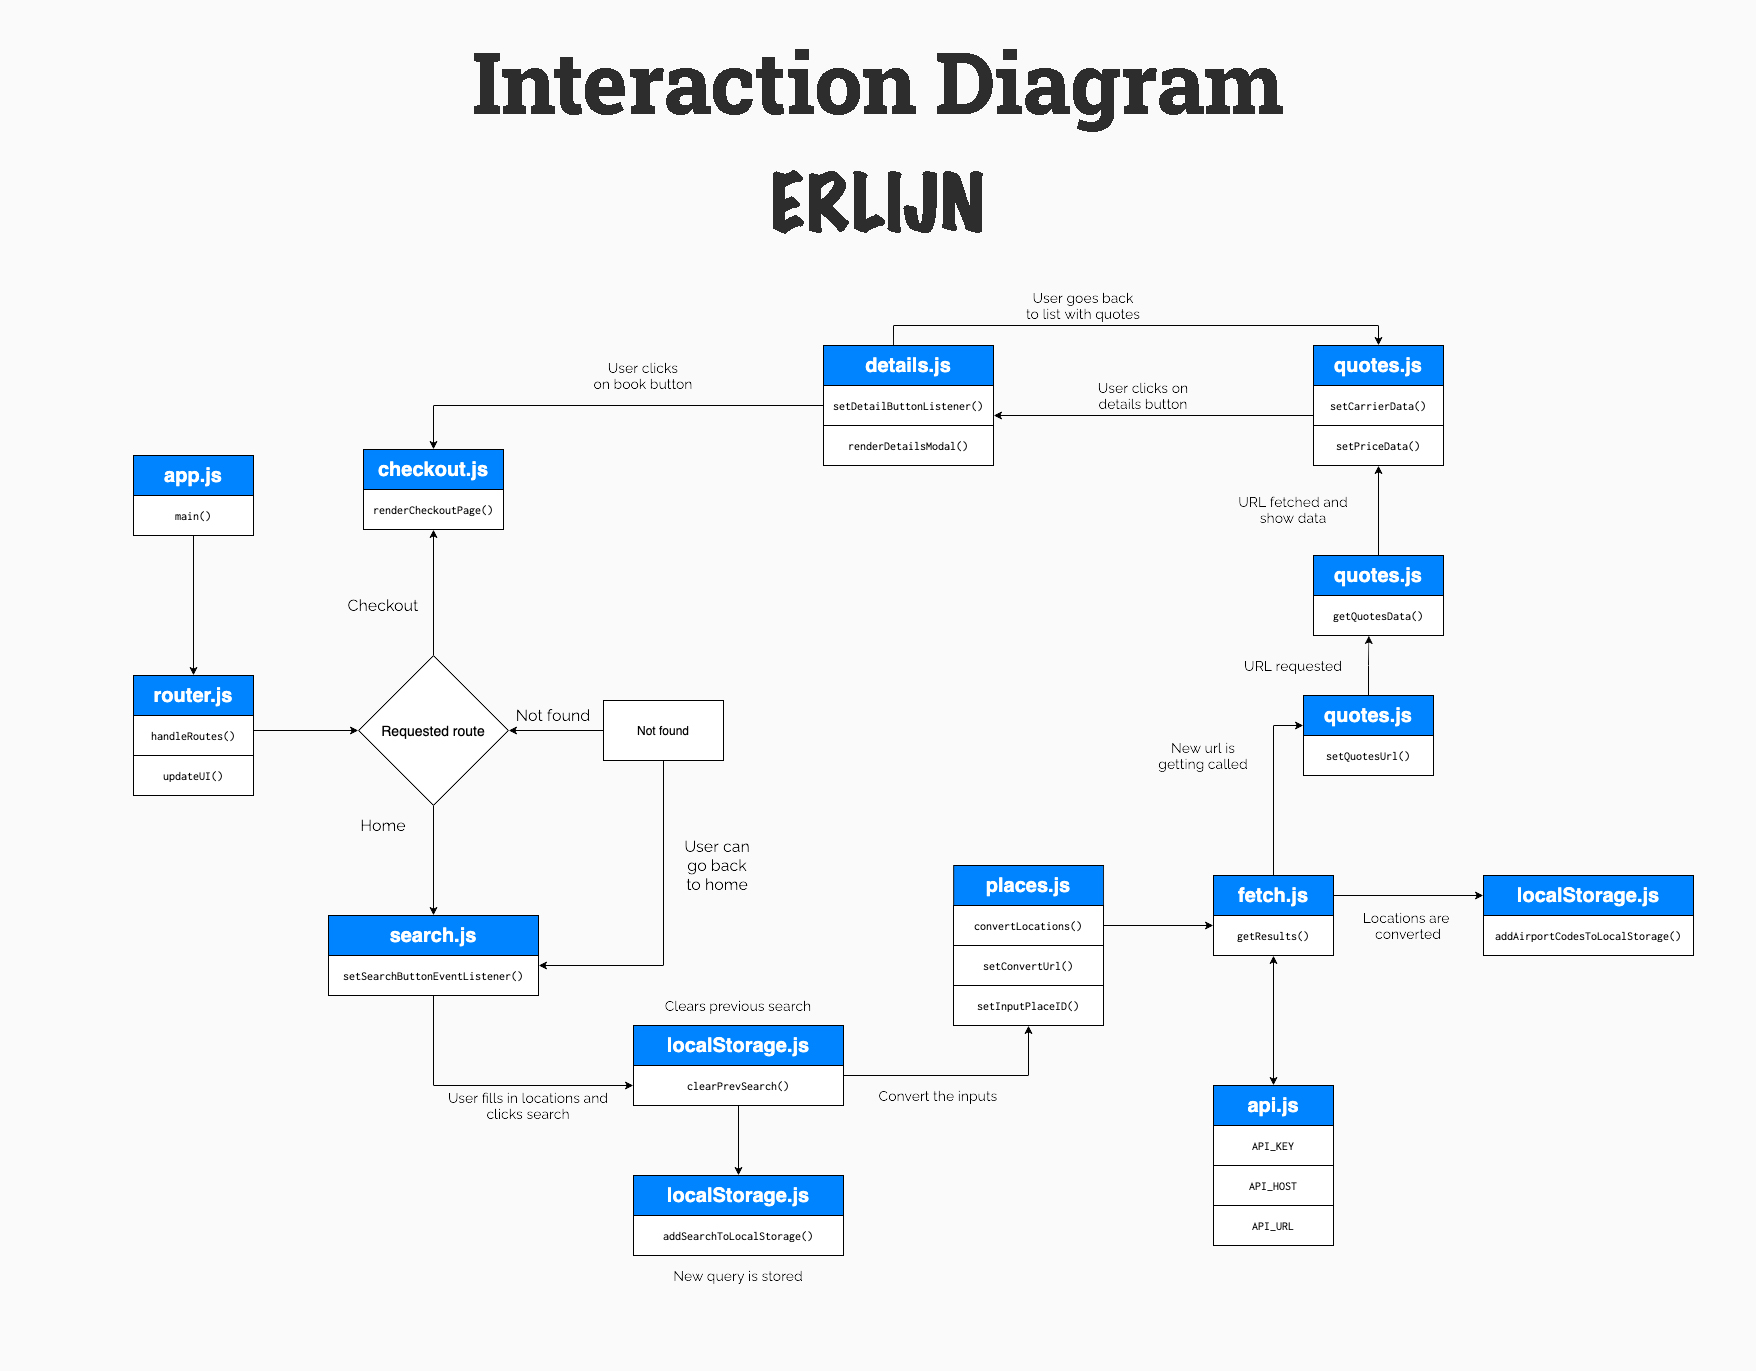 Interaction Diagram
ERLIJN
User goes back
to list with quotes
details.js
setDetailButtonListener()
renderDetailsModal()
quotes.js
setCarrierData()
setPriceData()
User clicks
on book button
User clicks on
details button
checkout.js
renderCheckoutPage()
app.js
main()
URL fetched and
show data
quotes.js
getQuotesData()
Checkout
URL requested
router.js
handleRoutes()
updateUI()
Requested route
Not found
Not found
quotes.js
setQuotesUrl()
New url is
getting called
Home
User can
go back
to home
places.js
convertLocations()
setConvertUrl()
setInputPlaceID()
fetch.js
getResults()
localStorage.js
addAirportCodesToLocalStorage()
Locations are
converted
search.js
setSearchButtonEventListener()
Clears previous search
localStorage.js
clearPrevSearch()
User fills in locations and
clicks search
Convert the inputs
api.js
API_KEY
API_HOST
API_URL
localStorage.js
addSearchToLocalStorage()
New query is stored